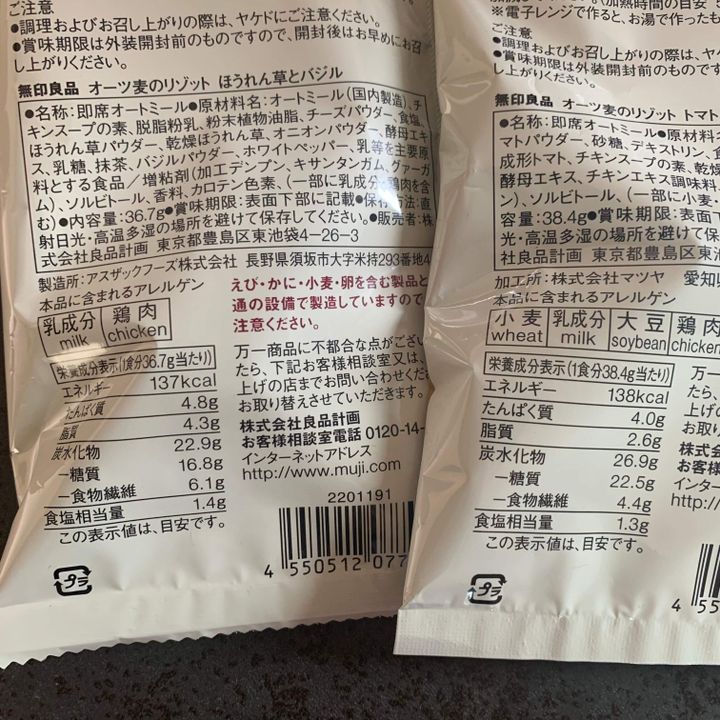 ご注意
●調理およびお召し上がりの際は、ヤケドにご注意ください。
●賞味期限は外装開封前のものですので、開封後はお早めにお召
し上がりください。
無印良品 オーツ麦のリゾット ほうれん草とバジル
●名称:即席オートミール●原材料名:オートミール(国内製造)、チ
キンスープの素、脱脂粉乳、粉末植物油脂、チーズパウダー、食塩、
ほうれん草パウダー、乾燥ほうれん草、オニオンパウダー、酵母エキ
ス、乳糖、抹茶、バジルパウダー、ホワイトペッパー、乳等を主要原
料とする食品/増粘剤(加工デンプン、キサンタンガム、グァーガ
ム)、ソルビトール、香料、カロテン色素、(一部に乳成分・鶏肉を含
む)●内容量:36.7g●賞味期限:表面下部に記載●保存方法:直
射日光・高温多湿の場所を避けて保存してください。●販売者:株
式会社良品計画 東京都豊島区東池袋4-26-3
製造所:アスザックフーズ株式会社 長野県須坂市大字米持293番地4
本品に含まれるアレルゲン
乳成分 milk 鶏肉 chicken
えび・かに・小麦・卵を含む製品と
通の設備で製造していますので
注意ください。
栄養成分表示(1食分36.7g当たり)
エネルギー 137kcal
たんぱく質 4.8g
脂質 4.3g
炭水化物 22.9g
-糖質 16.8g
-食物繊維 6.1g
食塩相当量 1.4g
この表示値は、目安です。
プラ
万一商品に不都合な点がござい
たら、下記お客様相談室又は、
上げの店までお問い合わせくだ
お取り替えさせていただきます。
株式会社良品計画
お客様相談室電話 0120-14-
インターネットアドレス
http://www.muji.com
2201191
4 550512 077
※電子レンジで作ると、お湯で作ったも
ご注意
●調理およびお召し上がりの際は、ヤ
●賞味期限は外装開封前のものです
し上がりください。
無印良品 オーツ麦のリゾット トマト
●名称:即席オートミール●原材料
マトパウダー、砂糖、デキストリン、食
成形トマト、チキンスープの素、乾燥
酵母エキス、チキンエキス調味料、
ン)、ソルビトール、(一部に小麦・
容量:38.4g●賞味期限:表面下
高温多湿の場所を避けて保
社良品計画 東京都豊島区
加工所:株式会社マツヤ 愛知
本品に含まれるアレルゲン
小麦 wheat 乳成分 milk 大豆 soybean 鶏肉 chicken
栄養成分表示(1食分38.4g当たり)
エネルギー 138kcal
たんぱく質 4.0g
脂質 2.6g
炭水化物 26.9g
-糖質 22.5g
-食物繊維 4.4g
食塩相当量 1.3g
この表示値は、目安です。
プラ
万一
たら、
上げ
お取
株式
お客様
インター
http://
4 55